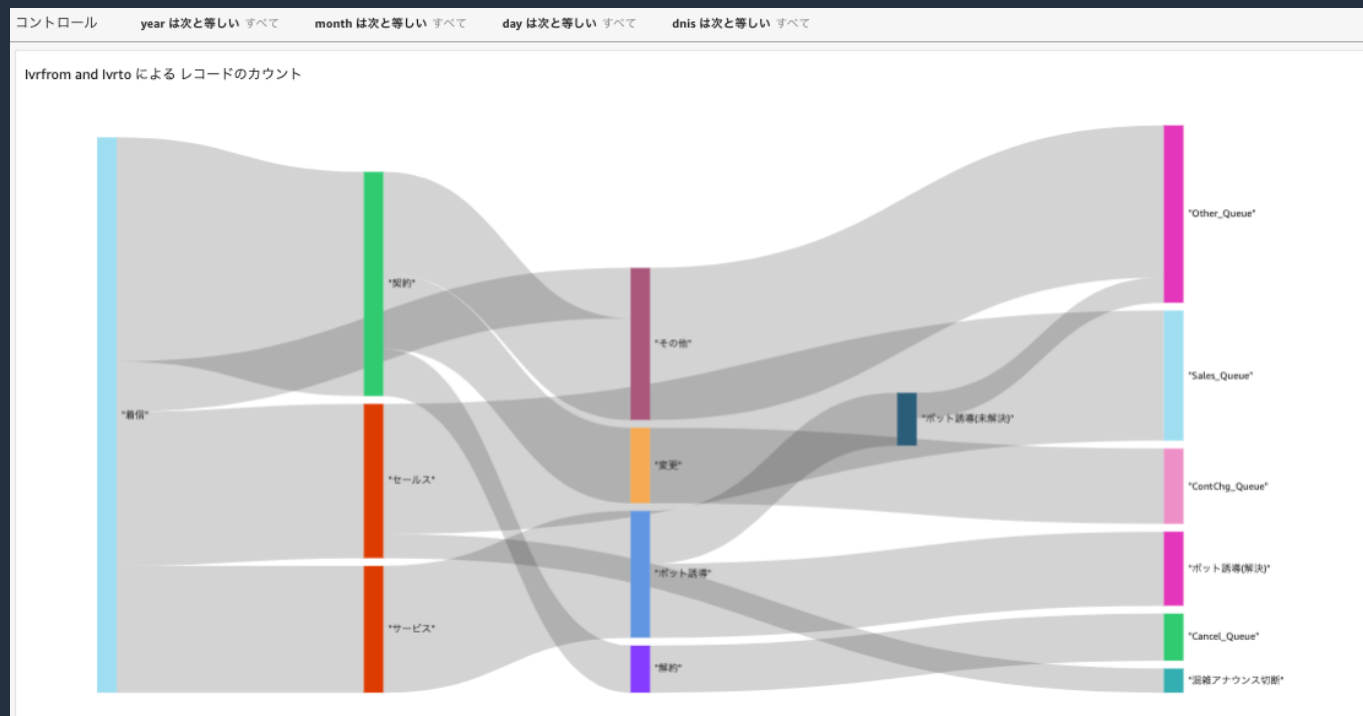 コントロール year は次と等しい すべて month は次と等しい すべて day は次と等しい すべて dnis は次と等しい すべて
Ivrfrom and Ivrto による レコードのカウント
"着信"
"契約"
"セールス"
"サービス"
"その他"
"変更"
"ボット誘導"
"解約"
"ボット誘導(未解決)"
"Other_Queue"
"Sales_Queue"
"ContChg_Queue"
"ボット誘導(解決)"
"Cancel_Queue"
"混雑アナウンス切断"